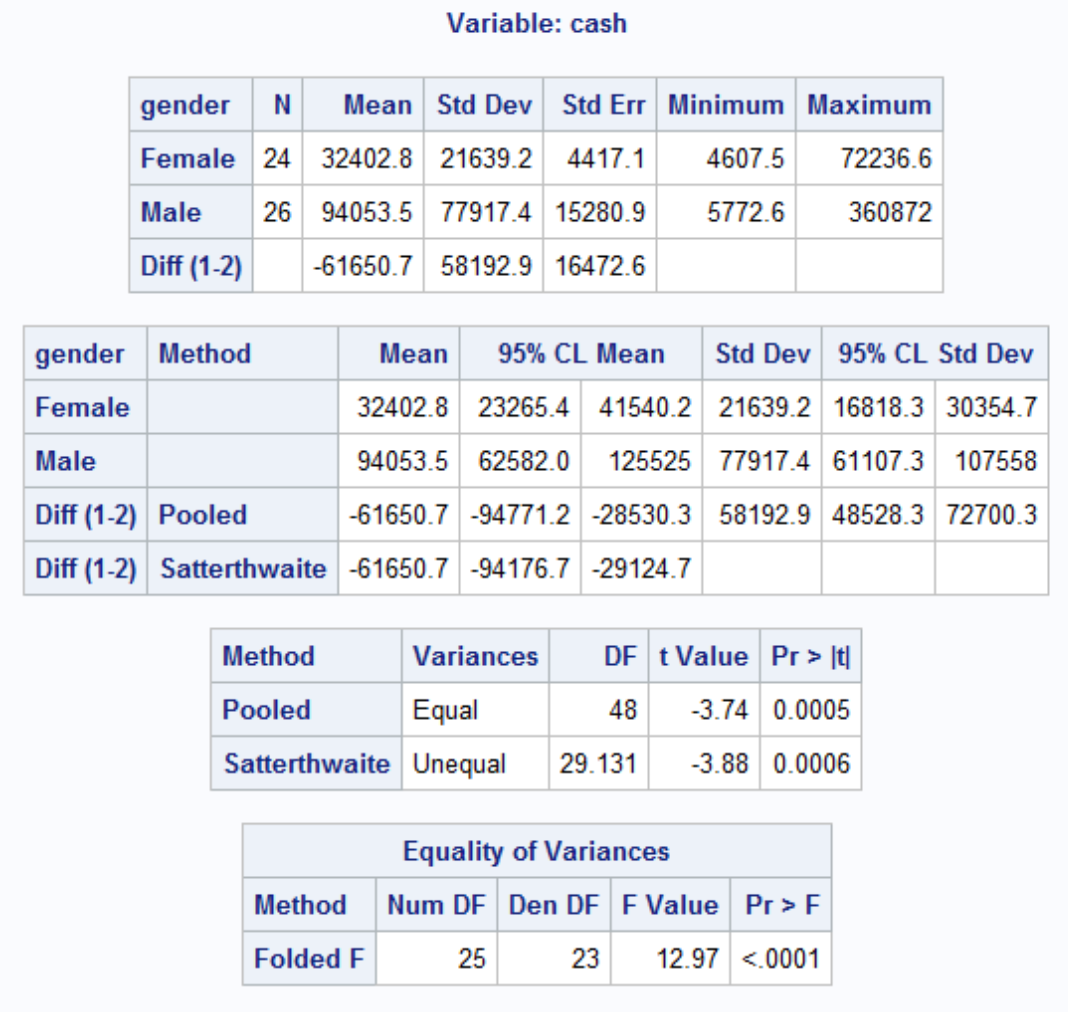 Variable: cash
gender N Mean Std Dev Std Err Minimum Maximum
Female 24 32402.8 21639.2 4417.1 4607.5 72236.6
Male 26 94053.5 77917.4 15280.9 5772.6 360872
Diff (1-2) -61650.7 58192.9 16472.6
gender Method Mean 95% CL Mean Std Dev 95% CL Std Dev
Female 32402.8 23265.4 41540.2 21639.2 16818.3 30354.7
Male 94053.5 62582.0 125525 77917.4 61107.3 107558
Diff (1-2) Pooled -61650.7 -94771.2 -28530.3 58192.9 48528.3 72700.3
Diff (1-2) Satterthwaite -61650.7 -94176.7 -29124.7
Method Variances DF t Value Pr > |t|
Pooled Equal 48 -3.74 0.0005
Satterthwaite Unequal 29.131 -3.88 0.0006
Equality of Variances
Method Num DF Den DF F Value Pr > F
Folded F 25 23 12.97 <.0001